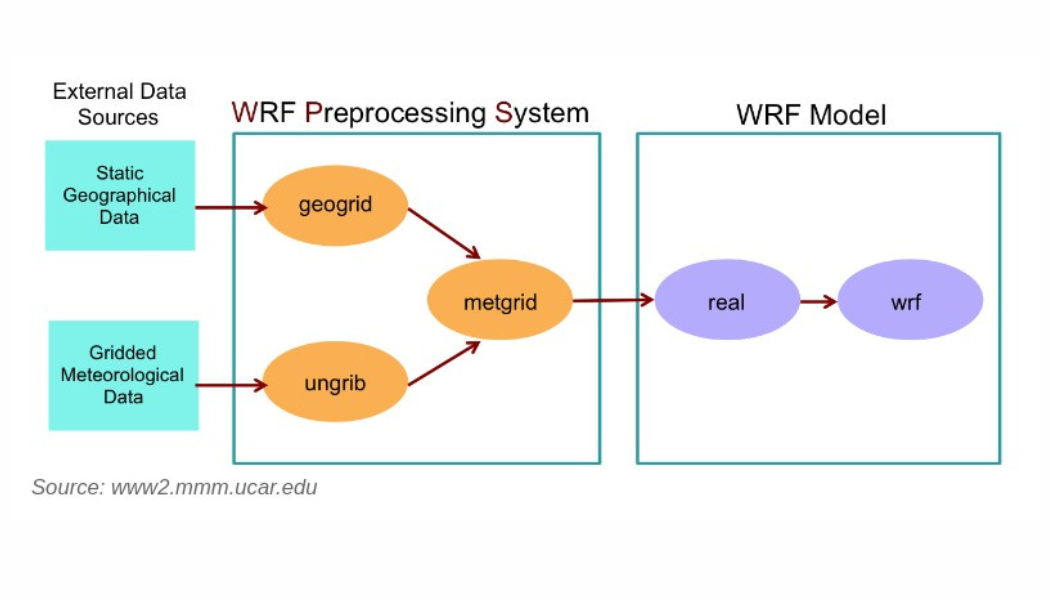 External Data
Sources
WRF Preprocessing System
WRF Model
Static
Geographical
Data
geogrid
metgrid
real
wrf
Gridded
Meteorological
Data
ungrib
Source: www2.mmm.ucar.edu